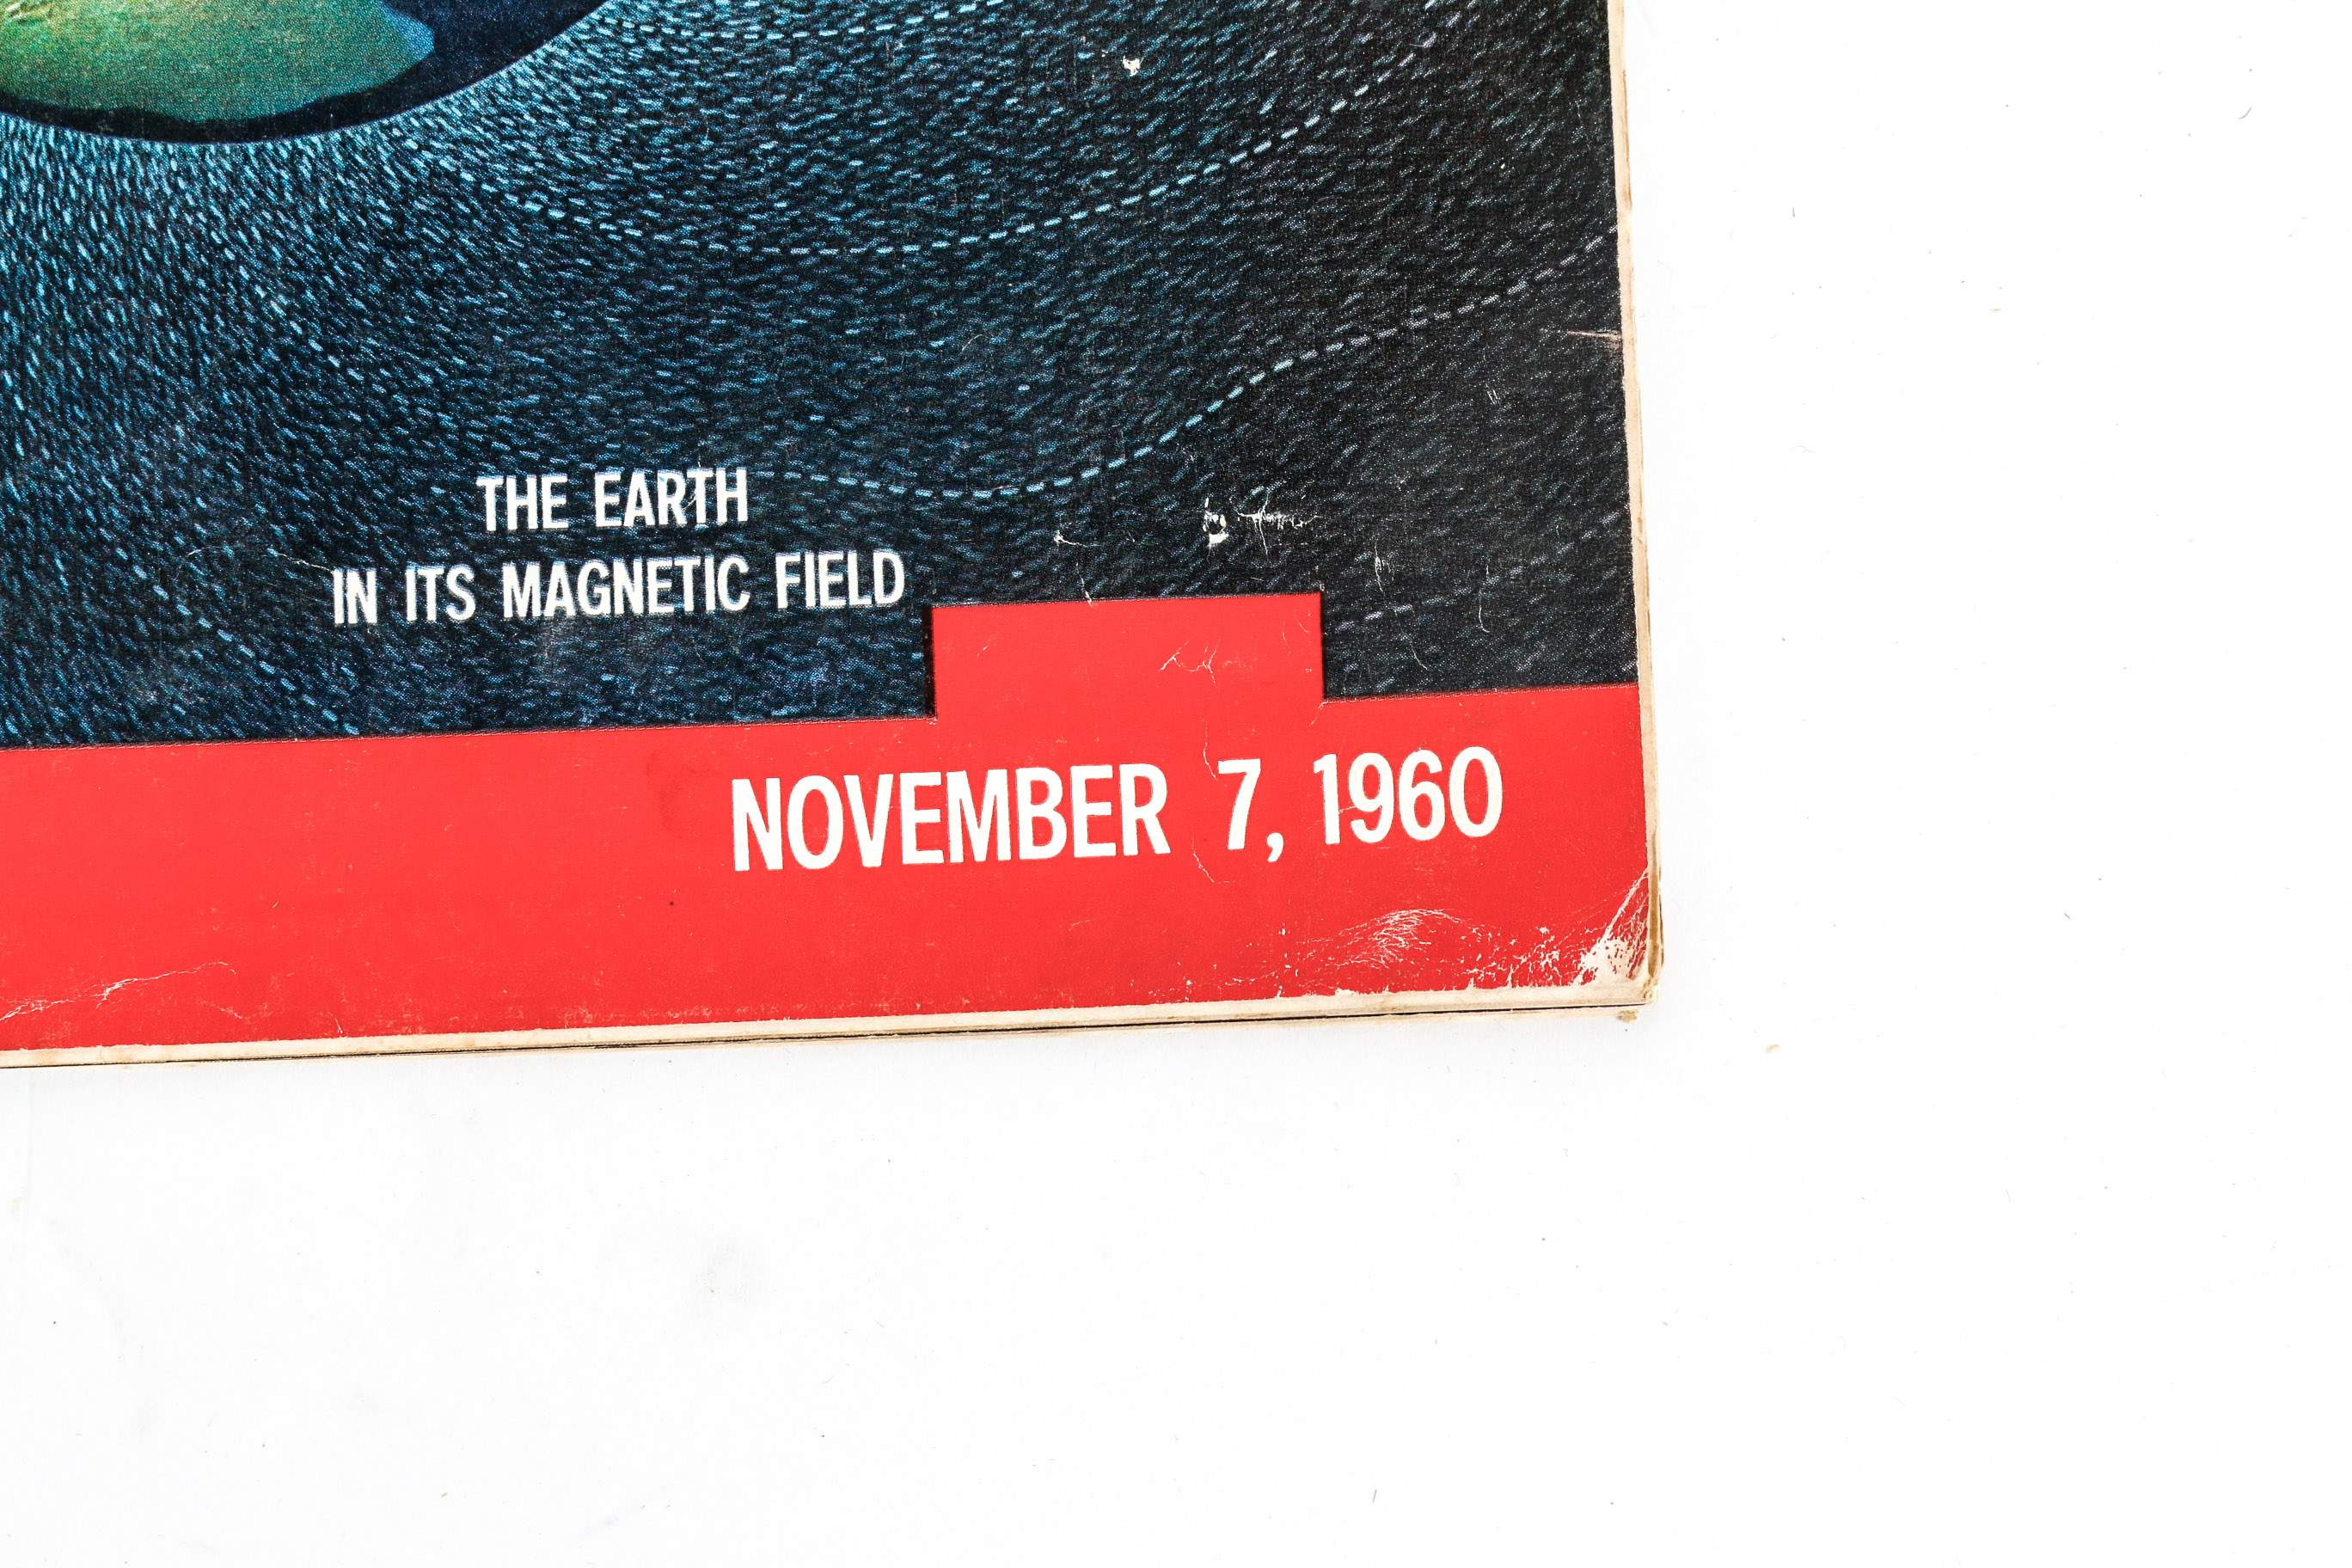 THE EARTH
IN ITS MAGNETIC FIELD
NOVEMBER 7, 1960